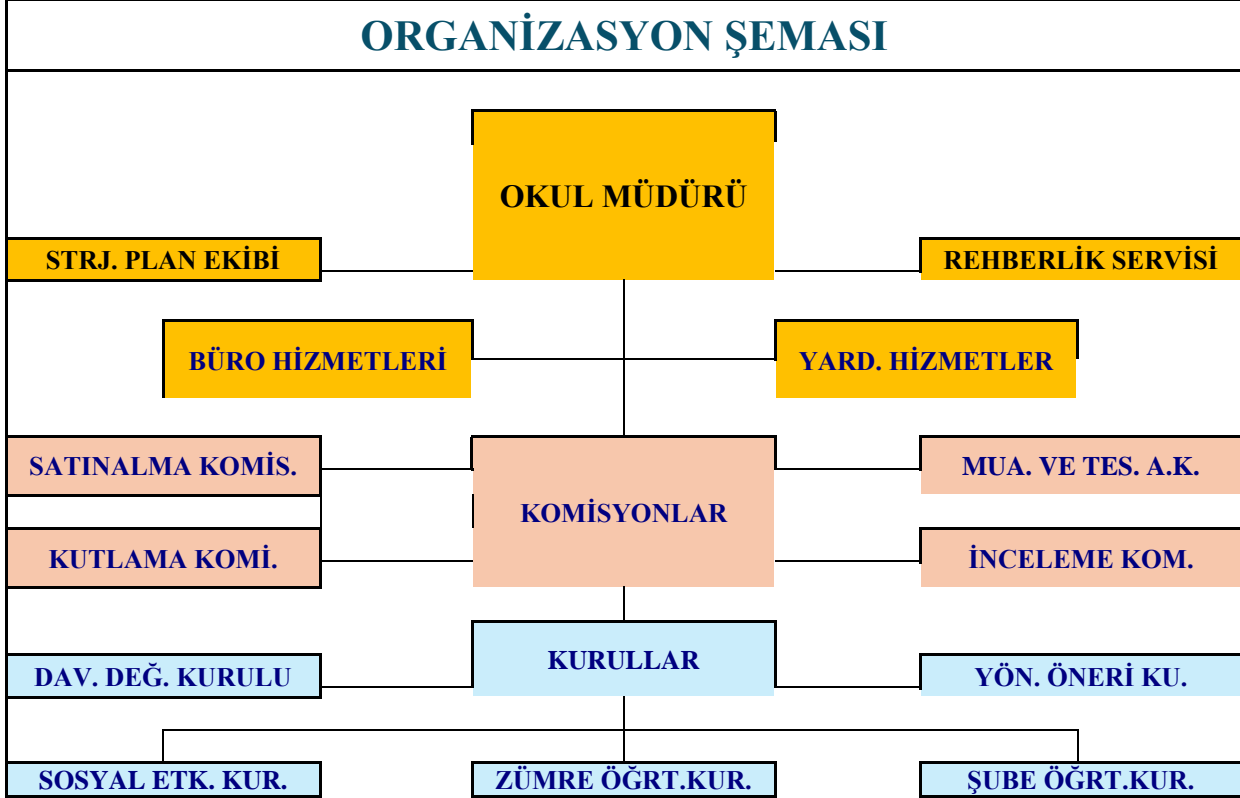 ORGANİZASYON ŞEMASI
OKUL MÜDÜRÜ
STRJ. PLAN EKİBİ
REHBERLİK SERVİSİ
BÜRO HİZMETLERİ
YARD. HİZMETLER
SATINALMA KOMİS.
MUA. VE TES. A.K.
KOMİSYONLAR
KUTLAMA KOMİ.
İNCELEME KOM.
KURULLAR
DAV. DEĞ. KURULU
YÖN. ÖNERİ KU.
SOSYAL ETK. KUR.
ZÜMRE ÖĞRT.KUR.
ŞUBE ÖĞRT.KUR.